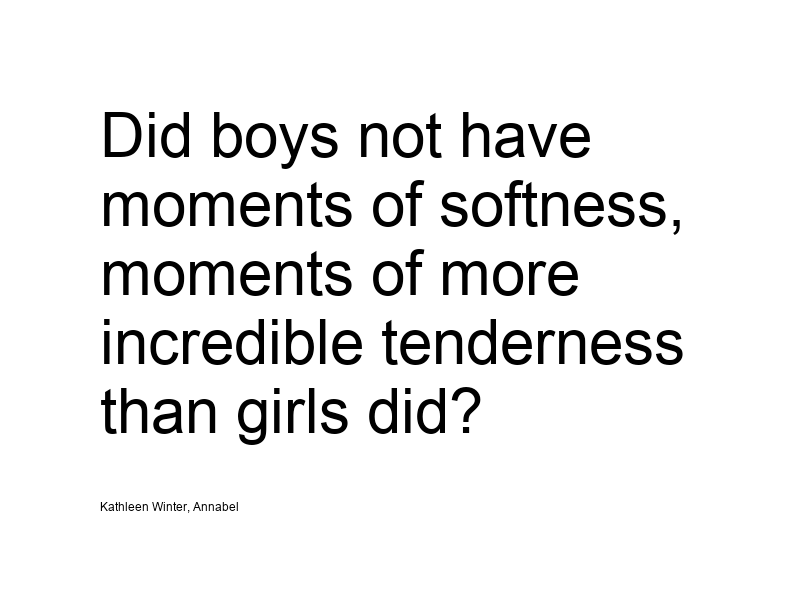 Did boys not have
moments of softness,
moments of more
incredible tenderness
than girls did?
Kathleen Winter, Annabel